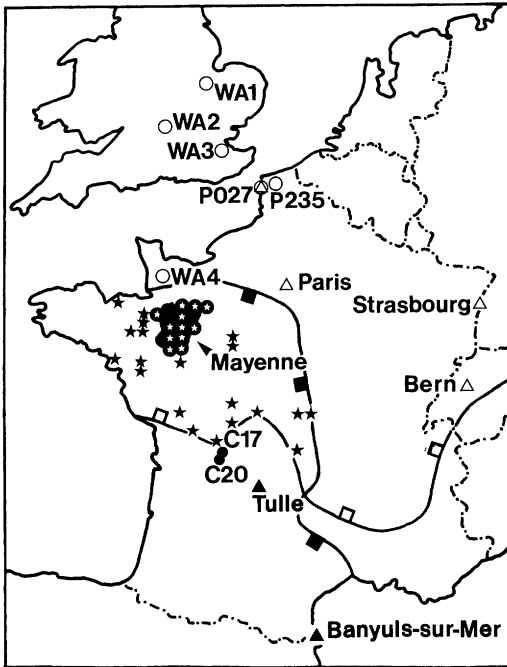 WA1
WA2
WA3
P027
P235
WA4
Paris
Strasbourg
Mayenne
Bern
C17
C20
Tulle
Banyuls-sur-Mer